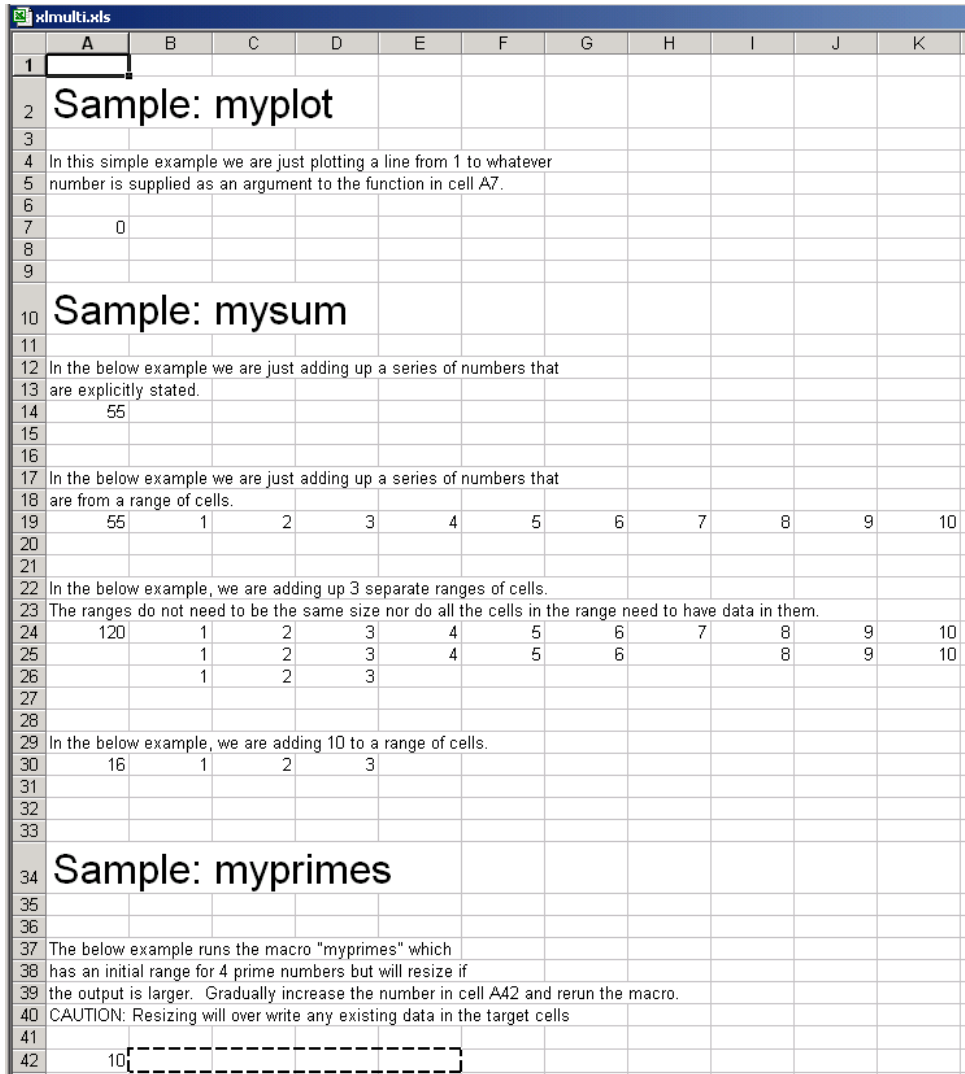 xlmulti.xls
A B C D E F G H I J K
1
2 Sample: myplot
3
4 In this simple example we are just plotting a line from 1 to whatever
5 number is supplied as an argument to the function in cell A7.
6
7 0
8
9
10 Sample: mysum
11
12 In the below example we are just adding up a series of numbers that
13 are explicitly stated.
14 55
15
16
17 In the below example we are just adding up a series of numbers that
18 are from a range of cells.
19 55 1 2 3 4 5 6 7 8 9 10
20
21
22 In the below example, we are adding up 3 separate ranges of cells.
23 The ranges do not need to be the same size nor do all the cells in the range need to have data in them.
24 120 1 2 3 4 5 6 7 8 9 10
25 1 2 3 4 5 6 8 9 10
26 1 2 3
27
28
29 In the below example, we are adding 10 to a range of cells.
30 16 1 2 3
31
32
33
34 Sample: myprimes
35
36
37 The below example runs the macro "myprimes" which
38 has an initial range for 4 prime numbers but will resize if
39 the output is larger. Gradually increase the number in cell A42 and rerun the macro.
40 CAUTION: Resizing will over write any existing data in the target cells
41
42 10